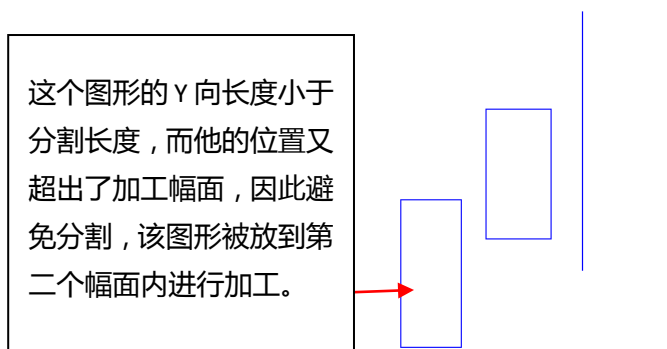 这个图形的 Y 向长度小于
分割长度，而他的位置又
超出了加工幅面，因此避
免分割，该图形被放到第
二个幅面内进行加工。